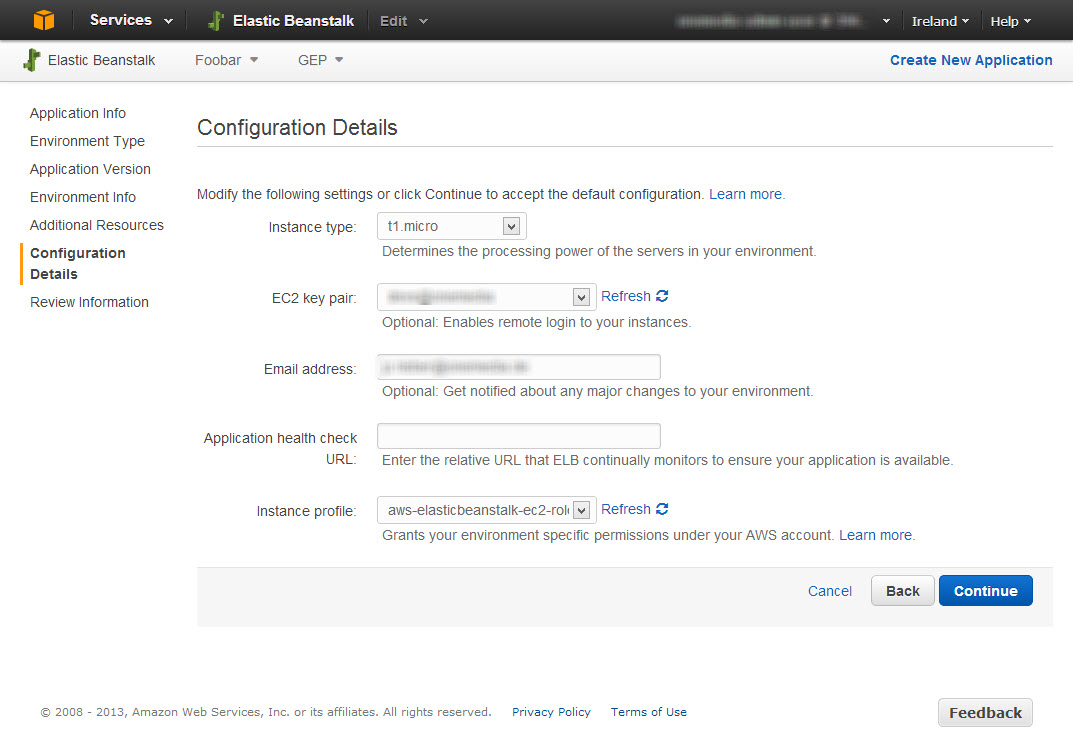 Services Elastic Beanstalk Edit Ireland Help
Elastic Beanstalk Foobar GEP Create New Application
Application Info
Environment Type
Application Version
Environment Info
Additional Resources
Configuration
Details
Review Information
Configuration Details
Modify the following settings or click Continue to accept the default configuration. Learn more.
Instance type: t1.micro
Determines the processing power of the servers in your environment.
EC2 key pair: Refresh
Optional: Enables remote login to your instances.
Email address:
Optional: Get notified about any major changes to your environment.
Application health check
URL:
Enter the relative URL that ELB continually monitors to ensure your application is available.
Instance profile: aws-elasticbeanstalk-ec2-role Refresh
Grants your environment specific permissions under your AWS account. Learn more.
Cancel Back Continue
© 2008 - 2013, Amazon Web Services, Inc. or its affiliates. All rights reserved. Privacy Policy Terms of Use
Feedback